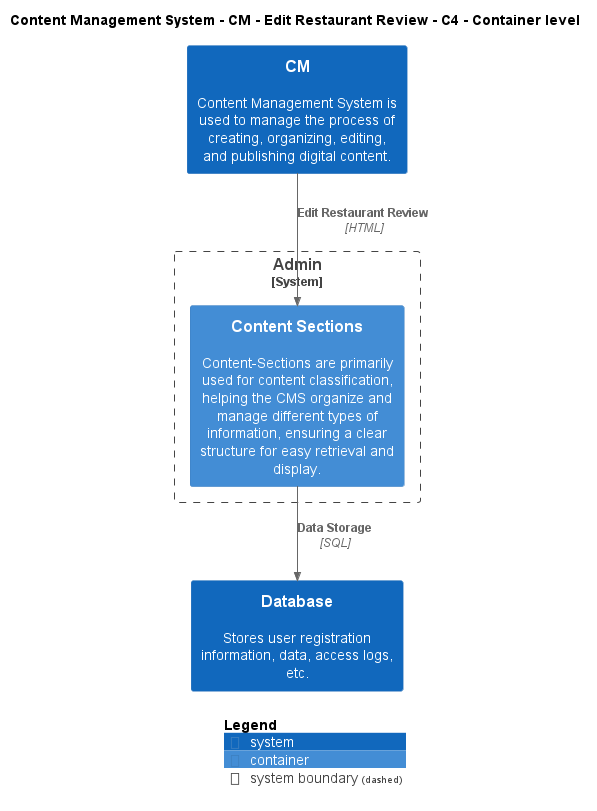 Content Management System - CM - Edit Restaurant Review - C4 - Container level
CM
Content Management System is
used to manage the process of
creating, organizing, editing,
and publishing digital content.
Edit Restaurant Review
[HTML]
Admin
[System]
Content Sections
Content-Sections are primarily
used for content classification,
helping the CMS organize and
manage different types of
information, ensuring a clear
structure for easy retrieval and
display.
Data Storage
[SQL]
Database
Stores user registration
information, data, access logs,
etc.
Legend
system
container
system boundary (dashed)